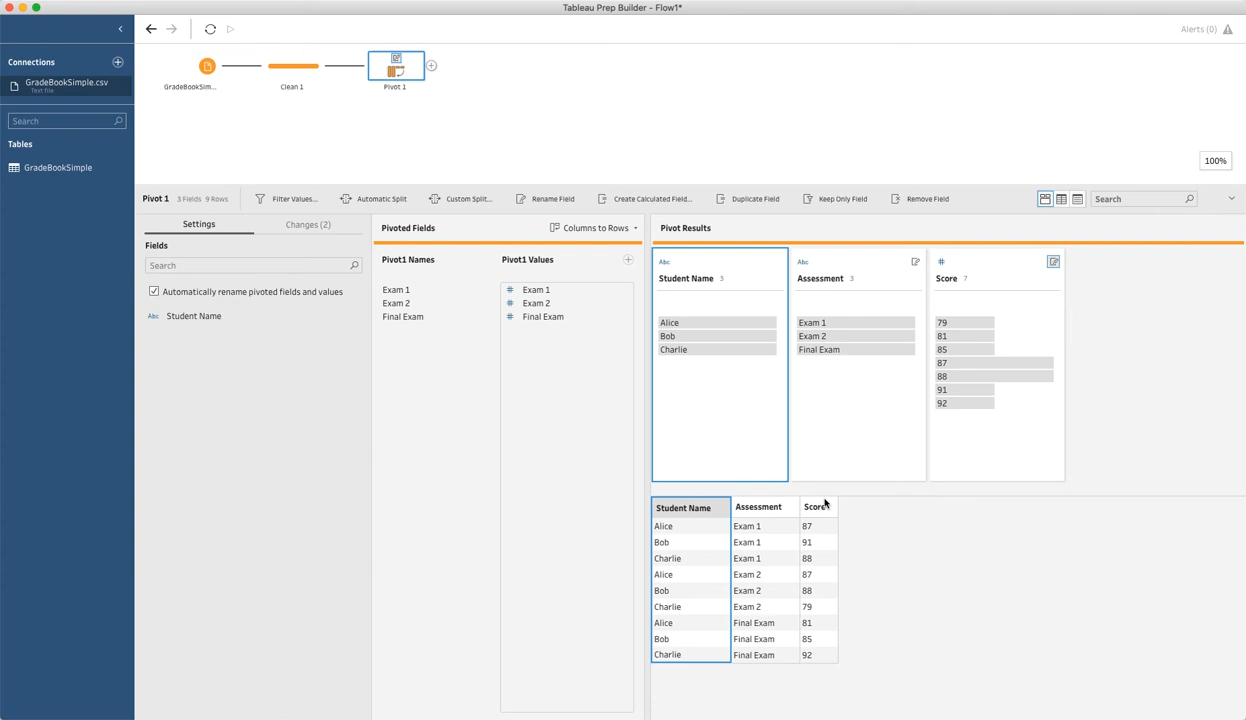 Tableau Prep Builder - Flow1*
Alerts (0)
Connections
GradeBookSimple.csv
Text file
Search
Tables
GradeBookSimple
GradeBookSim...
Clean 1
Pivot 1
100%
Pivot 1 3 Fields 9 Rows
Filter Values...
Automatic Split
Custom Split...
Rename Field
Create Calculated Field...
Duplicate Field
Keep Only Field
Remove Field
Search
Settings
Changes (2)
Fields
Search
Automatically rename pivoted fields and values
Abc Student Name
Pivoted Fields
Columns to Rows
Pivot1 Names
Pivot1 Values
Exam 1
Exam 2
Final Exam
# Exam 1
# Exam 2
# Final Exam
Pivot Results
Abc
Student Name 3
Alice
Bob
Charlie
Abc
Assessment 3
Exam 1
Exam 2
Final Exam
#
Score 7
79
81
85
87
88
91
92
Student Name Assessment Score
Alice Exam 1 87
Bob Exam 1 91
Charlie Exam 1 88
Alice Exam 2 87
Bob Exam 2 88
Charlie Exam 2 79
Alice Final Exam 81
Bob Final Exam 85
Charlie Final Exam 92